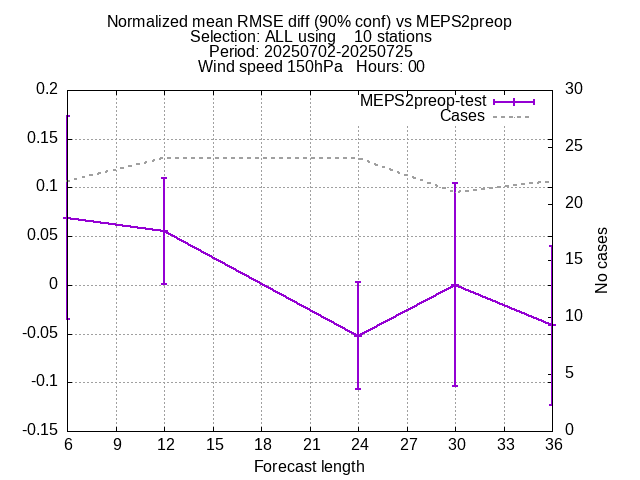 Normalized mean RMSE diff (90% conf) vs MEPS2preop
Selection: ALL using    10 stations
Period: 20250702-20250725
Wind speed 150hPa   Hours: 00
MEPS2preop-test
Cases
0.2
0.15
0.1
0.05
0
-0.05
-0.1
-0.15
30
25
20
15
10
5
0
No cases
6 9 12 15 18 21 24 27 30 33 36
Forecast length